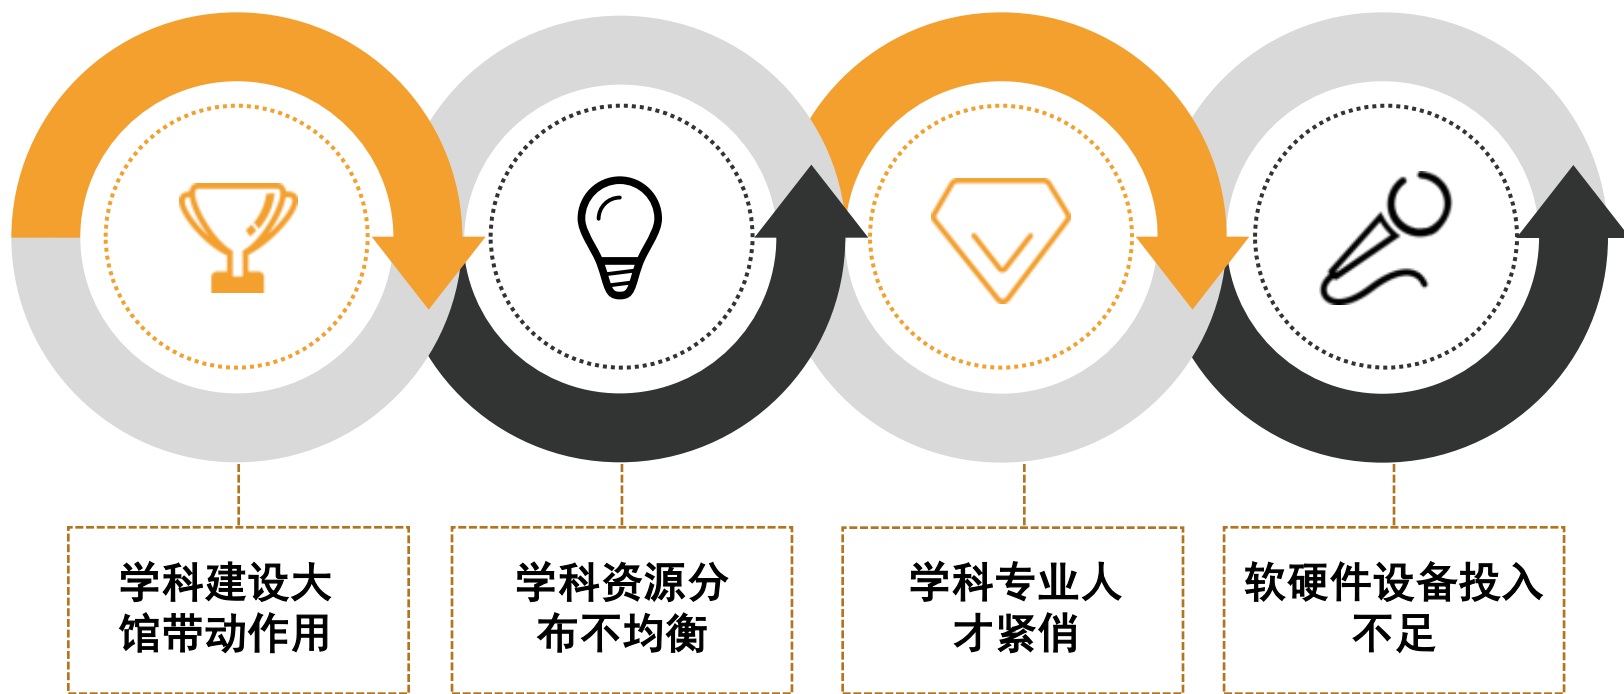 学科建设大
馆带动作用
学科资源分
布不均衡
学科专业人
才紧俏
软硬件设备投入
不足